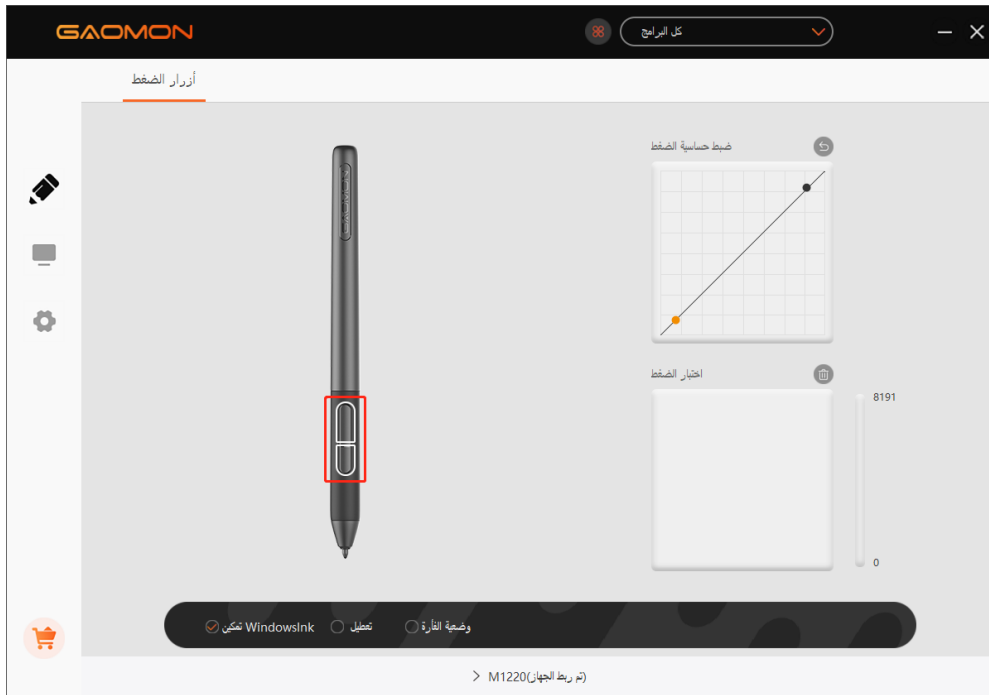 GAOMON
كل البرامج
أزرار الضغط
ضبط حساسية الضغط
GAOMON
اختبار الضغط
8191
0
تمكين WindowsInk
تعطيل
وضعية الفأرة
M1220(تم ربط الجهاز)